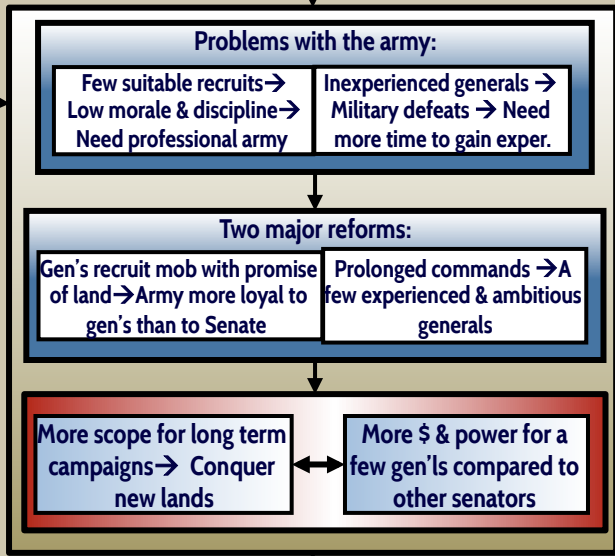 Problems with the army:
Few suitable recruits→
Low morale & discipline→
Need professional army
Inexperienced generals →
Military defeats → Need
more time to gain exper.
Two major reforms:
Gen's recruit mob with promise
of land→Army more loyal to
gen's than to Senate
Prolonged commands →A
few experienced & ambitious
generals
More scope for long term
campaigns→ Conquer
new lands
More $ & power for a
few gen'ls compared to
other senators